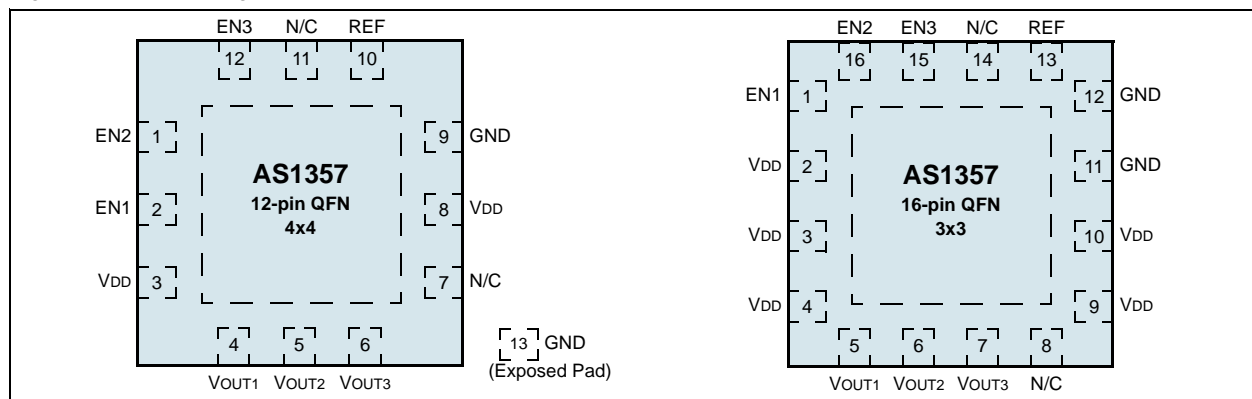 EN3 N/C REF
12 11 10
EN2 1
EN1 2
VDD 3
AS1357
12-pin QFN
4x4
9 GND
8 VDD
7 N/C
4 5 6
VOUT1 VOUT2 VOUT3
13 GND
(Exposed Pad)
EN2 EN3 N/C REF
16 15 14 13
EN1 1
VDD 2
VDD 3
VDD 4
AS1357
16-pin QFN
3x3
12 GND
11 GND
10 VDD
9 VDD
5 6 7 8
VOUT1 VOUT2 VOUT3 N/C